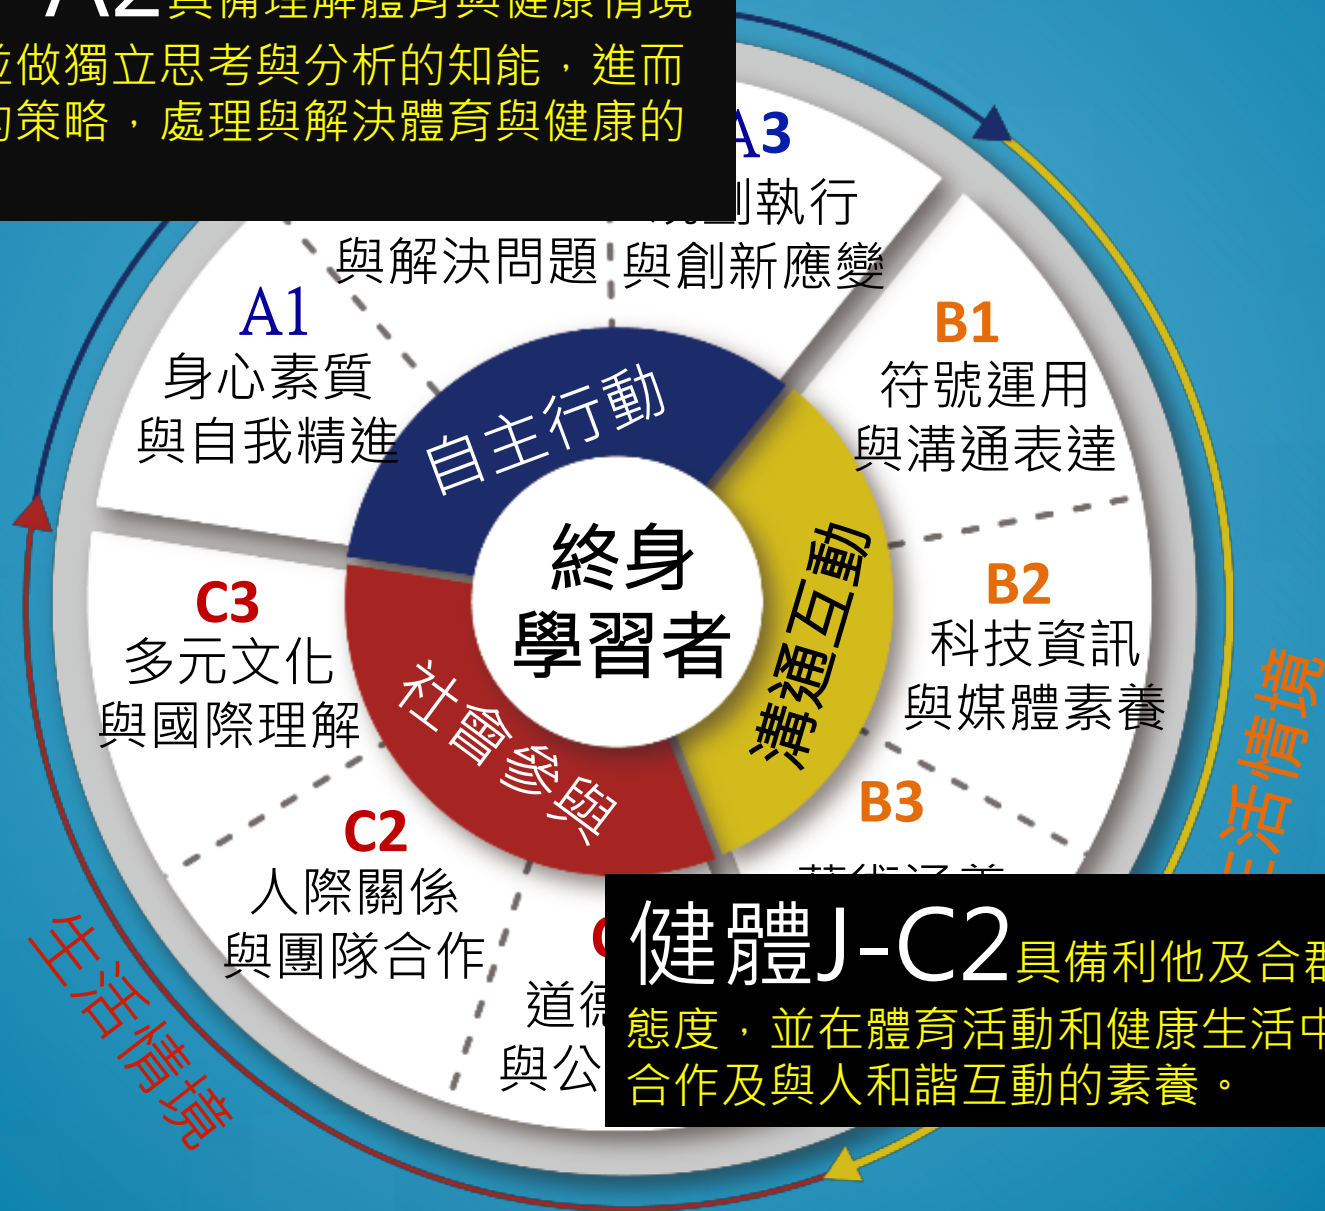 A2具備理解體育與健康情境
並做獨立思考與分析的知能，進而
的策略，處理與解決體育與健康的
A3
劃執行
與創新應變
與解決問題
A1
身心素質
與自我精進
自主行動
B1
符號運用
與溝通表達
B2
科技資訊
與媒體素養
B3
溝通互動
終身
學習者
C3
多元文化
與國際理解
社會參與
C2
人際關係
與團隊合作
道德
與公
生活情境
生活情境
健體J-C2具備利他及合群
態度，並在體育活動和健康生活中
合作及與人和諧互動的素養。